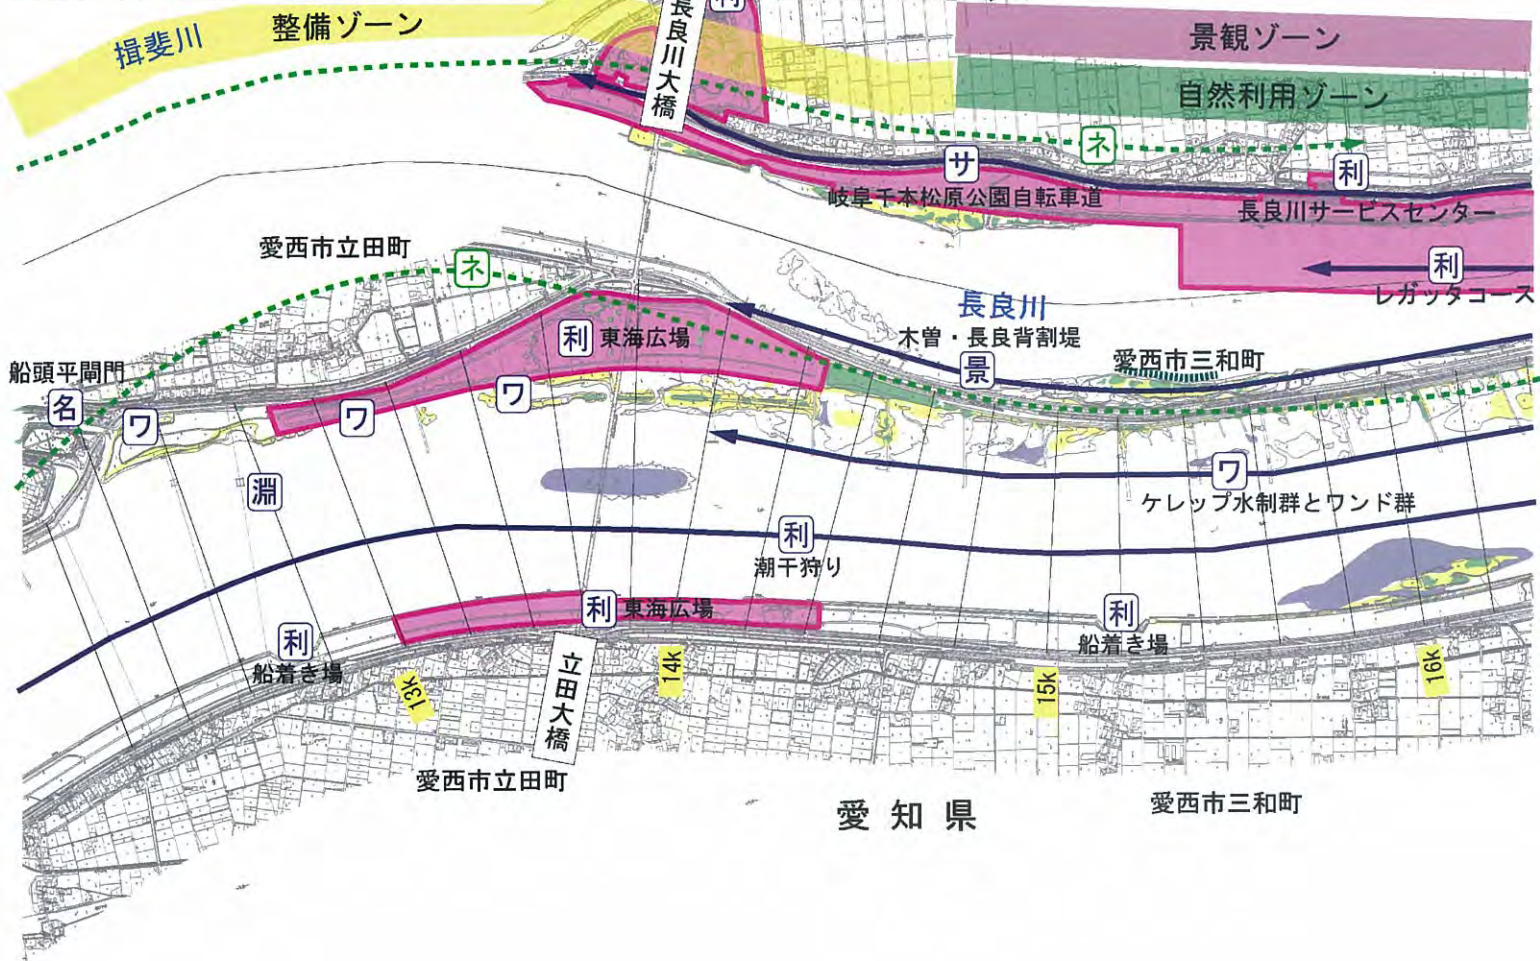 利
長良川大橋
揖斐川
整備ゾーン
景観ゾーン
自然利用ゾーン
ネ
サ
岐阜千本松原公園自転車道
利
長良川サービスセンター
利
レガッタコース
愛西市立田町
ネ
長良川
木曽・長良背割堤
景
愛西市三和町
利 東海広場
船頭平閘門
名
ワ
ワ
ワ
淵
ワ
ケレップ水制群とワンド群
利
潮干狩り
利 東海広場
利
船着き場
利
船着き場
13k
立田大橋
14k
15k
16k
愛西市立田町
愛知県
愛西市三和町